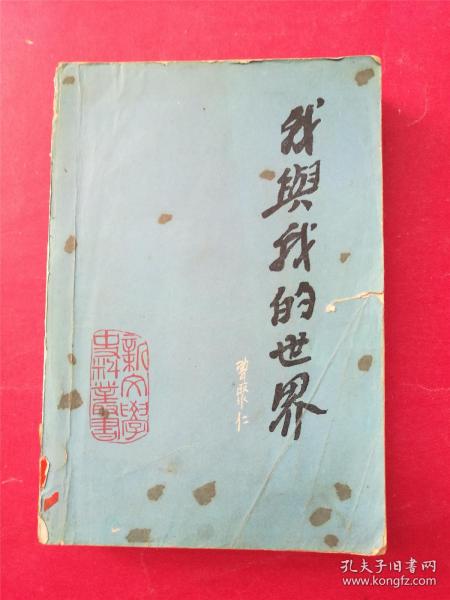 我與我的世界
曹聚仁
新文學
史料叢書
孔夫子旧书网
www.kongfz.com